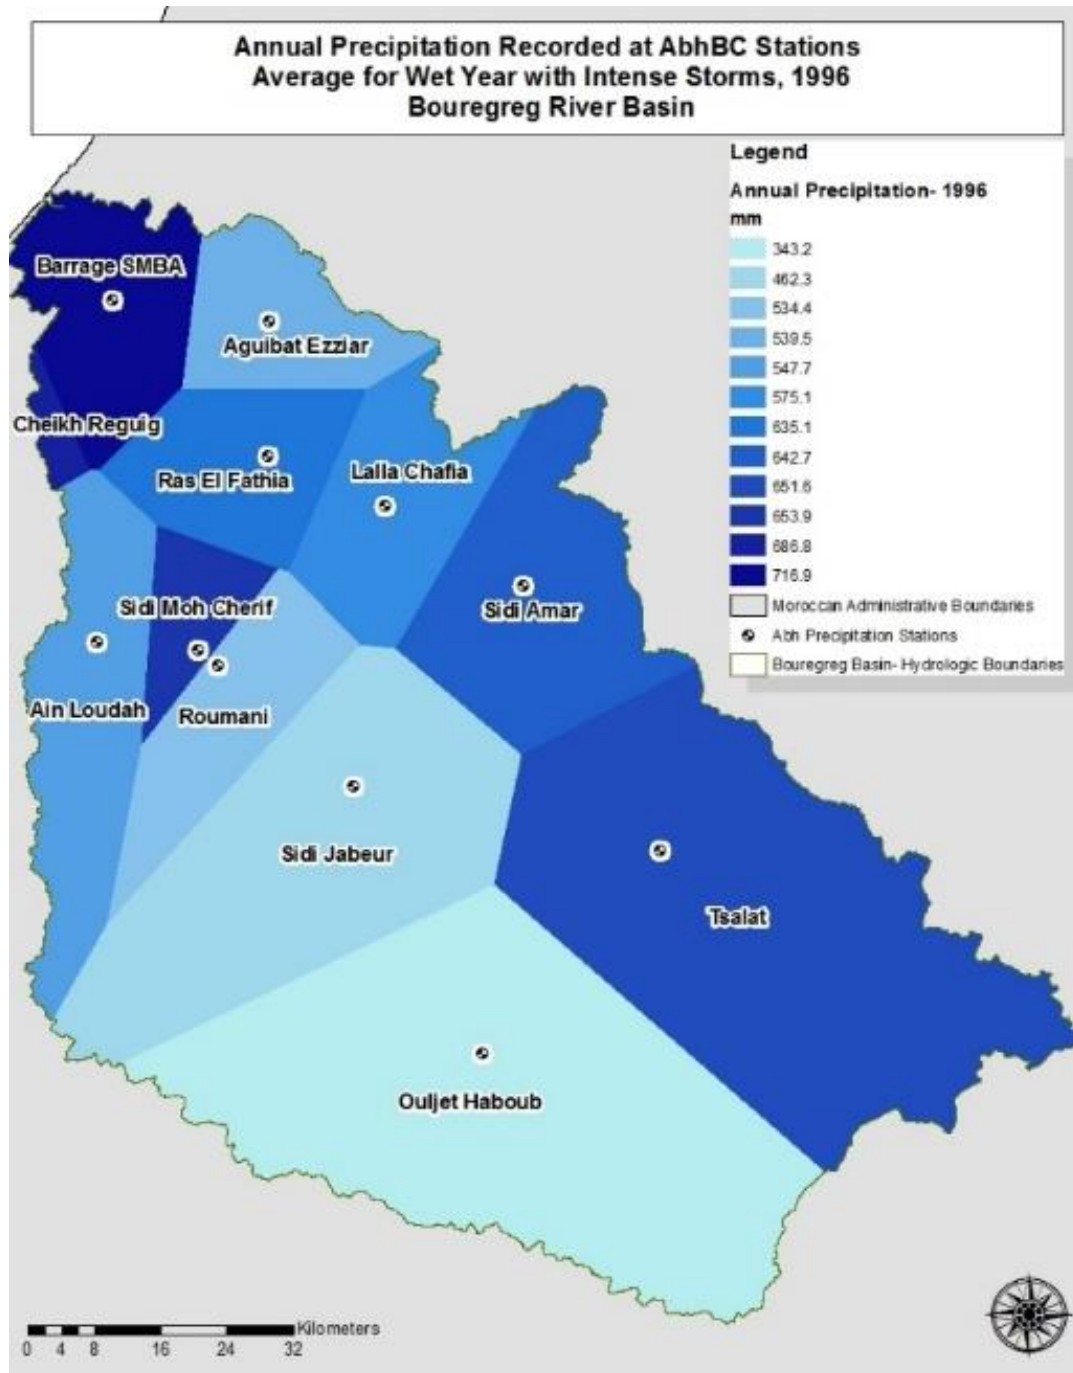 Annual Precipitation Recorded at AbhBC Stations
Average for Wet Year with Intense Storms, 1996
Bouregreg River Basin
Legend
Annual Precipitation- 1996
mm
343.2
462.3
534.4
539.5
547.7
575.1
635.1
642.7
651.6
653.9
686.8
716.9
Moroccan Administrative Boundaries
Abh Precipitation Stations
Bouregreg Basin- Hydrologic Boundaries
Barrage SMBA
Aguibat Ezziar
Cheikh Reguig
Ras El Fathia
Lalla Chafia
Sidi Moh Cherif
Sidi Amar
Ain Loudah
Roumani
Sidi Jabeur
Tsalat
Ouljet Haboub
Kilometers
0 4 8 16 24 32